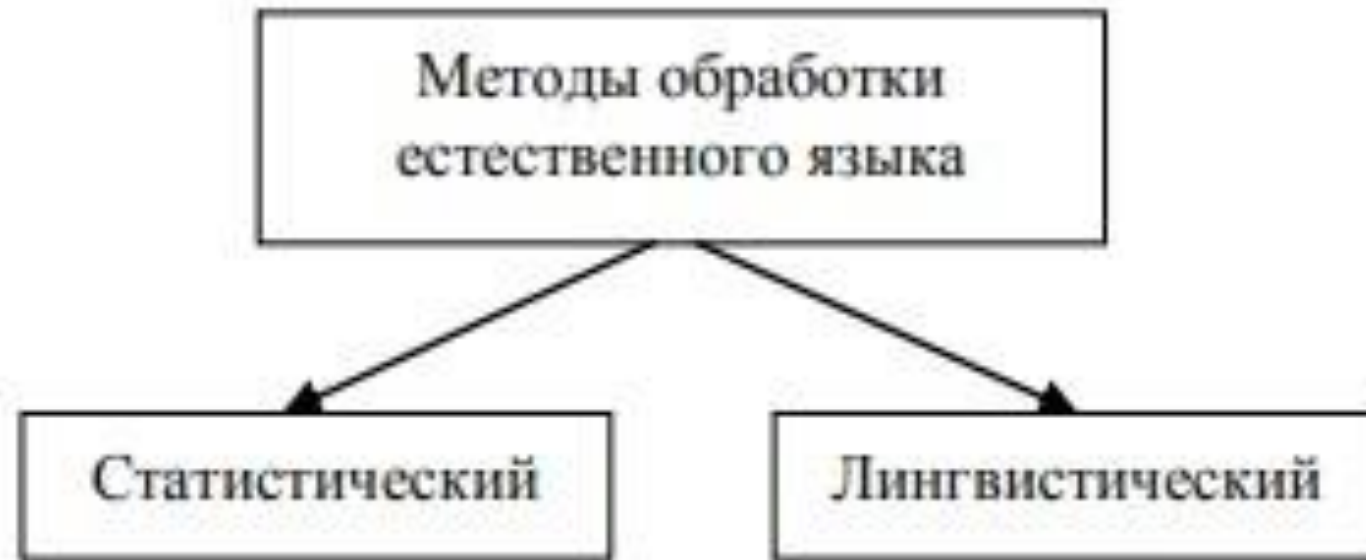 Методы обработки
естественного языка
Статистический
Лингвистический